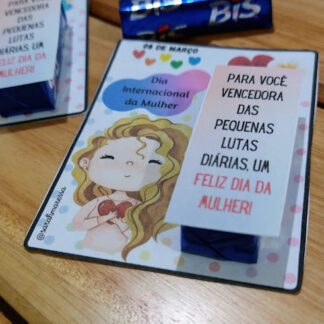 BIS
08 DE MARÇO
Dia
Internacional
da Mulher
PARA VOCÊ,
VENCEDORA
DAS
PEQUENAS
LUTAS
DIÁRIAS, UM
FELIZ DIA DA
MULHER!
PARA VOCÊ,
VENCEDORA
DAS
PEQUENAS
LUTAS
DIÁRIAS, UM
FELIZ DIA DA
MULHER!